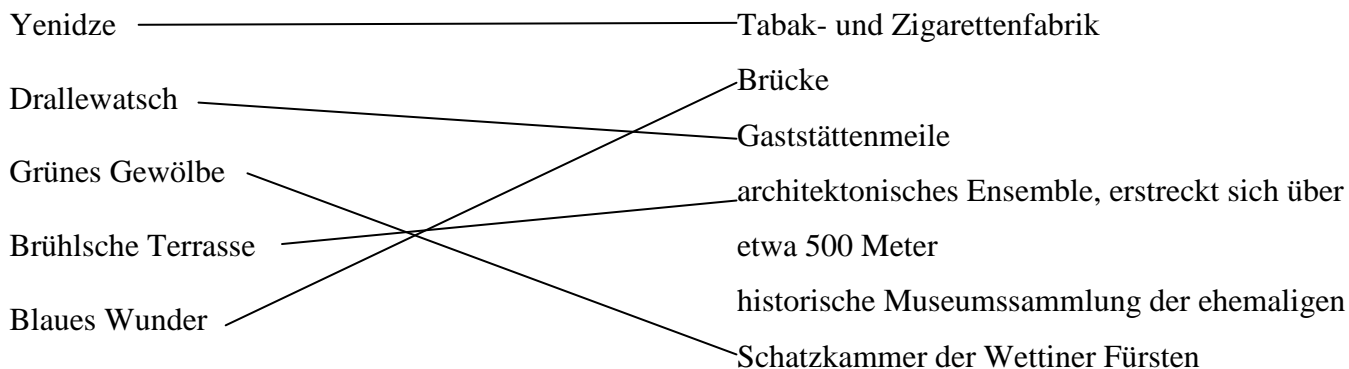 Yenidze
Drallewatsch
Grünes Gewölbe
Brühlsche Terrasse
Blaues Wunder
Tabak- und Zigarettenfabrik
Brücke
Gaststättenmeile
architektonisches Ensemble, erstreckt sich über
etwa 500 Meter
historische Museumssammlung der ehemaligen
Schatzkammer der Wettiner Fürsten